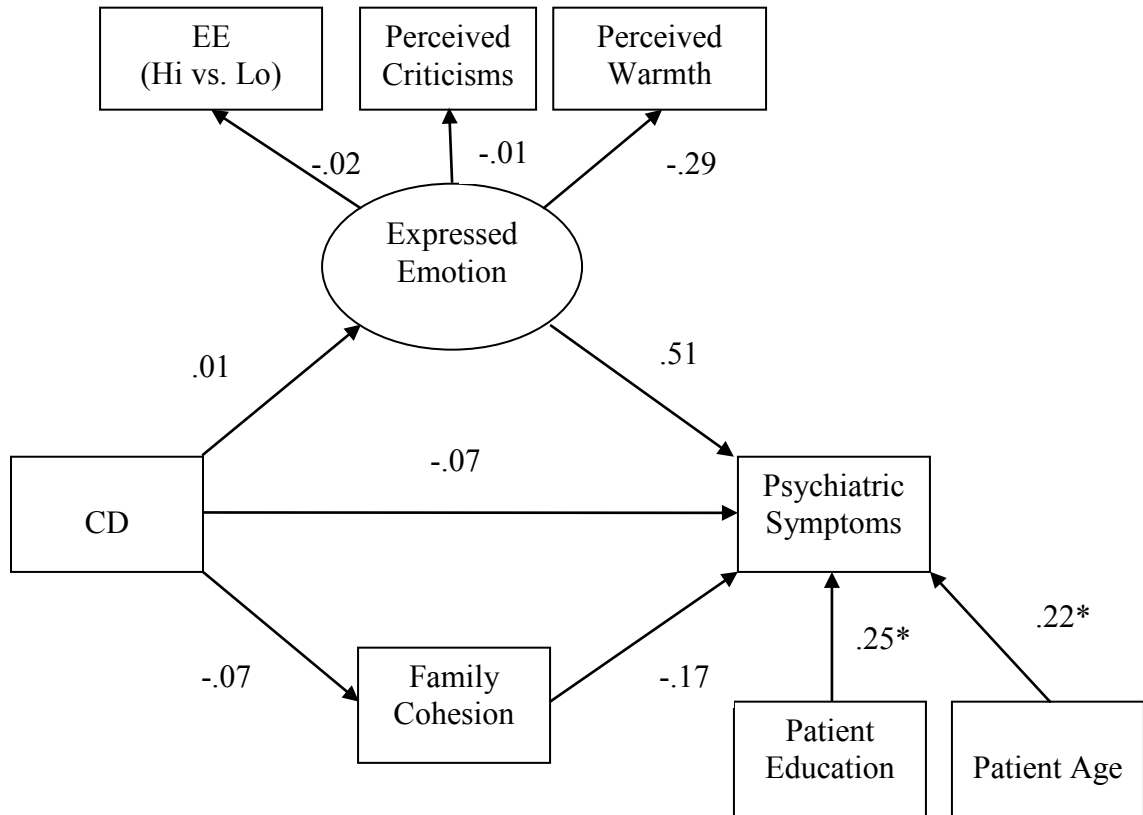 EE
(Hi vs. Lo)
Perceived
Criticisms
Perceived
Warmth
-.02
-.01
-.29
Expressed
Emotion
.01
.51
-.07
CD
Psychiatric
Symptoms
-.07
Family
Cohesion
-.17
.25*
.22*
Patient
Education
Patient Age